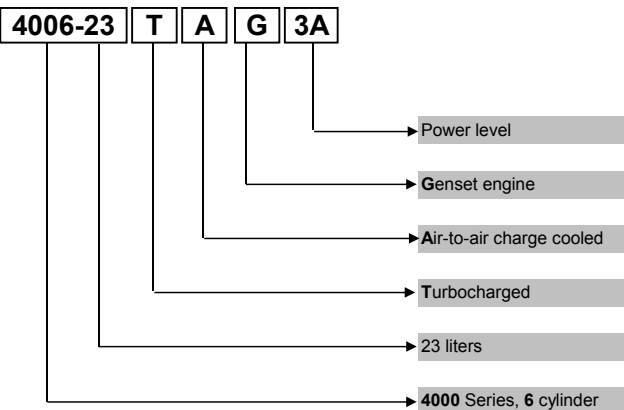 4006-23 T A G 3A
Power level
Genset engine
Air-to-air charge cooled
Turbocharged
23 liters
4000 Series, 6 cylinder